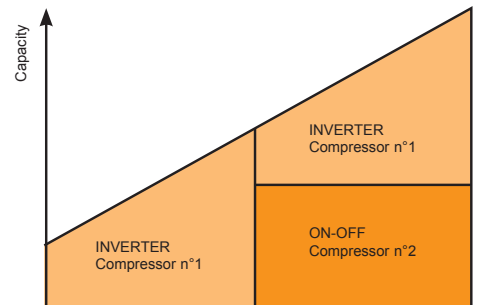 Capacity
INVERTER
Compressor n°1
INVERTER
Compressor n°1
ON-OFF
Compressor n°2